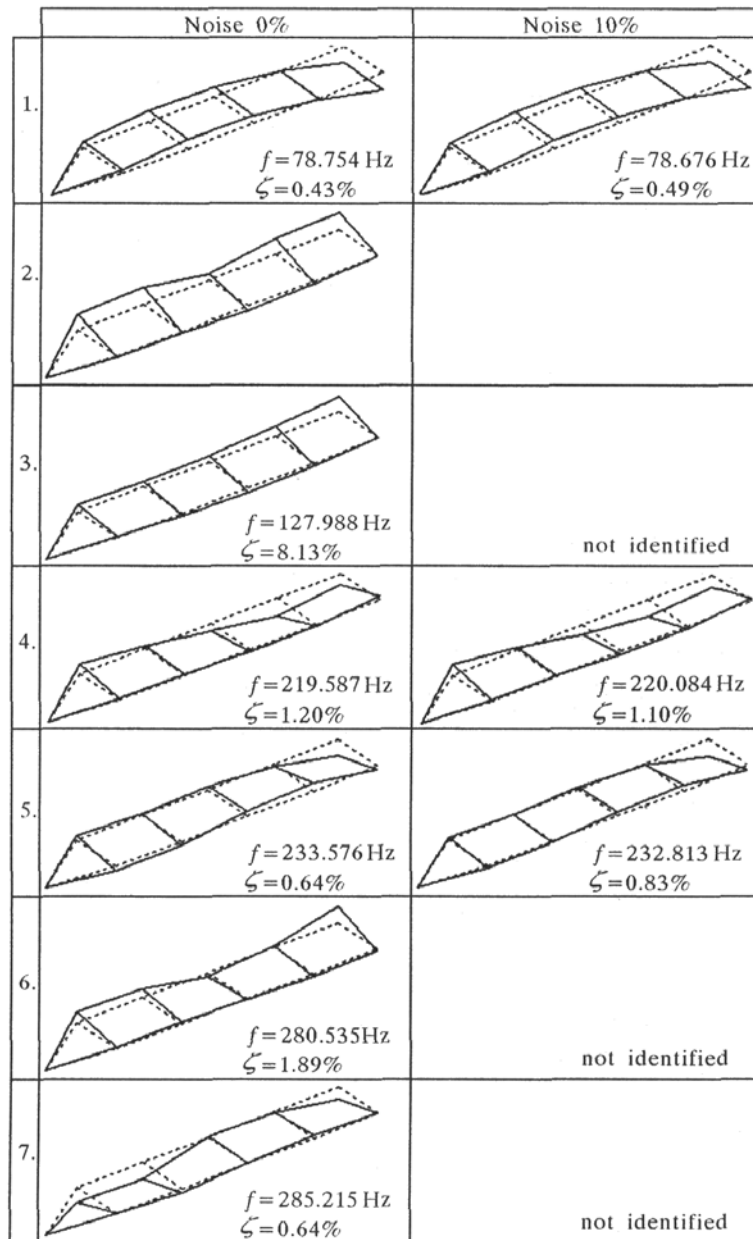 Noise 0% Noise 10%
1.
f=78.754 Hz f=78.676 Hz
ζ=0.43% ζ=0.49%
2.
3.
f=127.988 Hz
ζ=8.13% not identified
4.
f=219.587 Hz f=220.084 Hz
ζ=1.20% ζ=1.10%
5.
f=233.576 Hz f=232.813 Hz
ζ=0.64% ζ=0.83%
6.
f=280.535Hz
ζ=1.89% not identified
7.
f=285.215 Hz
ζ=0.64% not identified